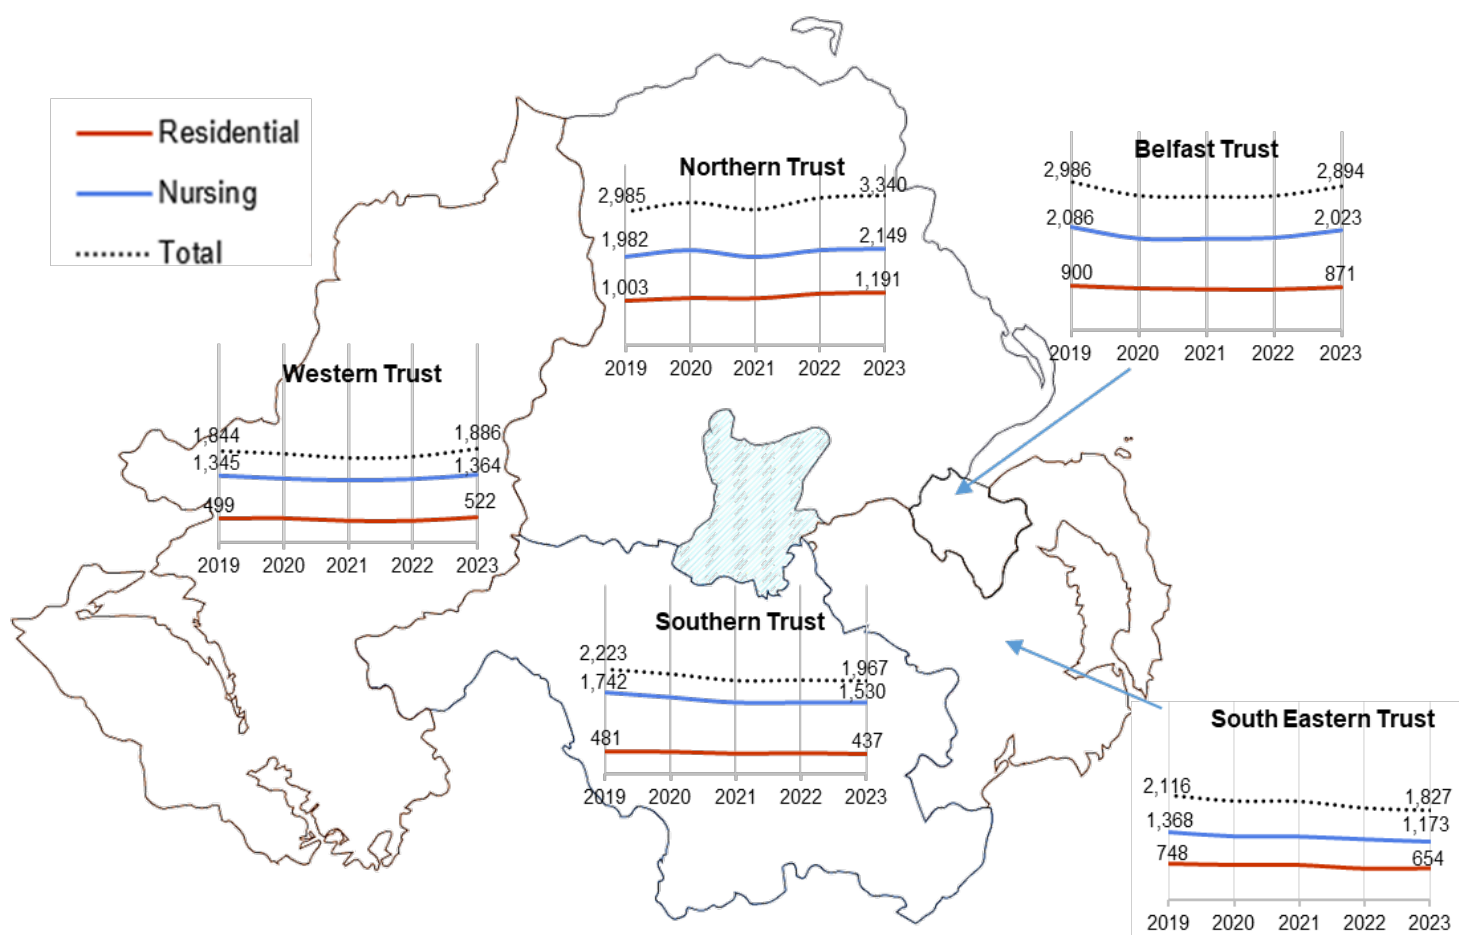 Residential
Nursing
Total
Northern Trust
2,985
3,340
1,982
2,149
1,003
1,191
2019 2020 2021 2022 2023
Belfast Trust
2,986
2,894
2,086
2,023
900
871
2019 2020 2021 2022 2023
Western Trust
1,844
1,886
1,345
1,364
499
522
2019 2020 2021 2022 2023
Southern Trust
2,223
1,967
1,742
1,530
481
437
2019 2020 2021 2022 2023
South Eastern Trust
2,116
1,827
1,368
1,173
748
654
2019 2020 2021 2022 2023